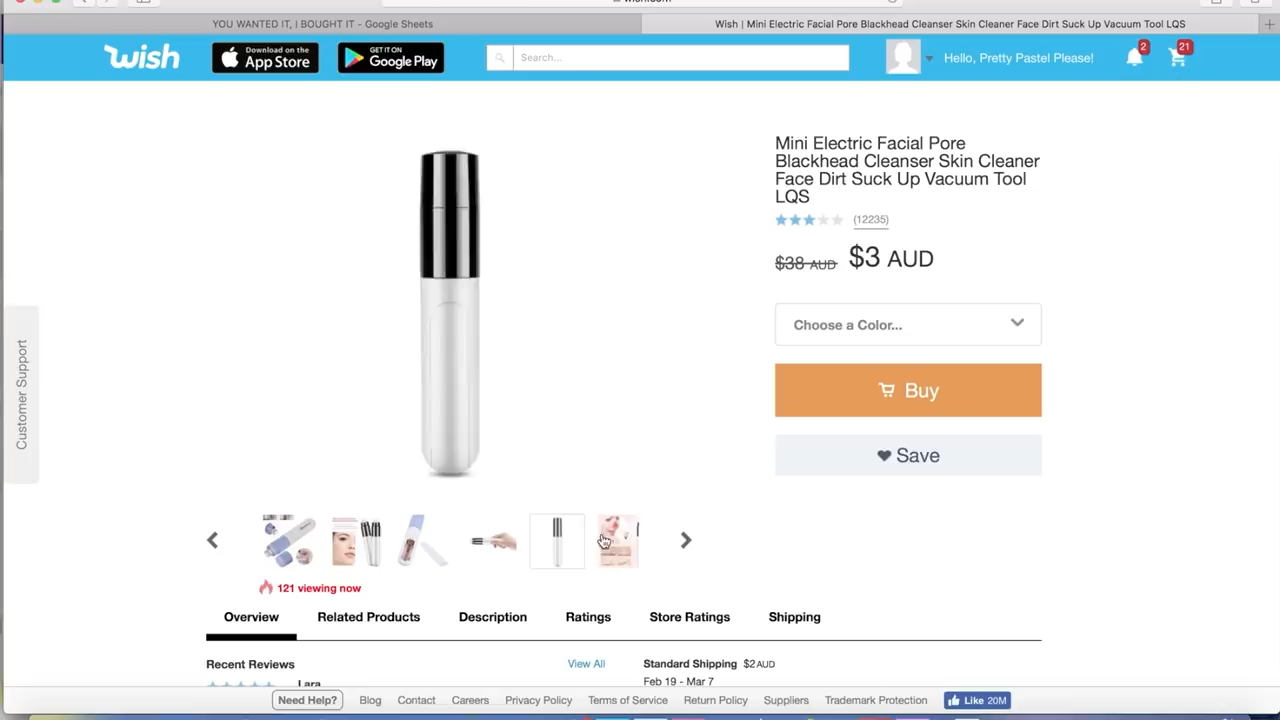 YOU WANTED IT, I BOUGHT IT - Google Sheets
Wish | Mini Electric Facial Pore Blackhead Cleanser Skin Cleaner Face Dirt Suck Up Vacuum Tool LQS
wish
Download on the
App Store
GET IT ON
Google Play
Search...
Hello, Pretty Pastel Please!
2
21
Mini Electric Facial Pore
Blackhead Cleanser Skin Cleaner
Face Dirt Suck Up Vacuum Tool
LQS
(12235)
$38 AUD $3 AUD
Choose a Color...
Buy
Save
Customer Support
121 viewing now
Overview
Related Products
Description
Ratings
Store Ratings
Shipping
Recent Reviews
View All
Standard Shipping $2 AUD
Lara
Feb 19 - Mar 7
Need Help?
Blog
Contact
Careers
Privacy Policy
Terms of Service
Return Policy
Suppliers
Trademark Protection
Like 20M